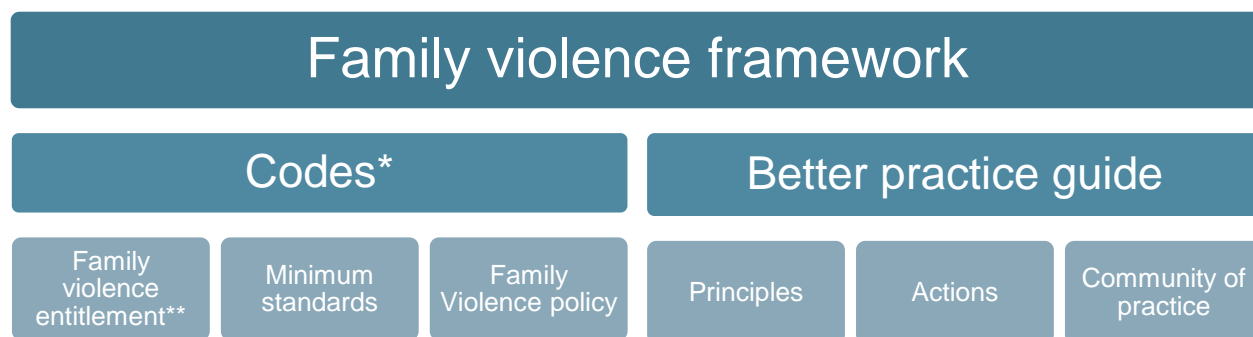 Family violence framework
Codes*
Better practice guide
Family
violence
entitlement**
Minimum
standards
Family
Violence policy
Principles
Actions
Community of
practice